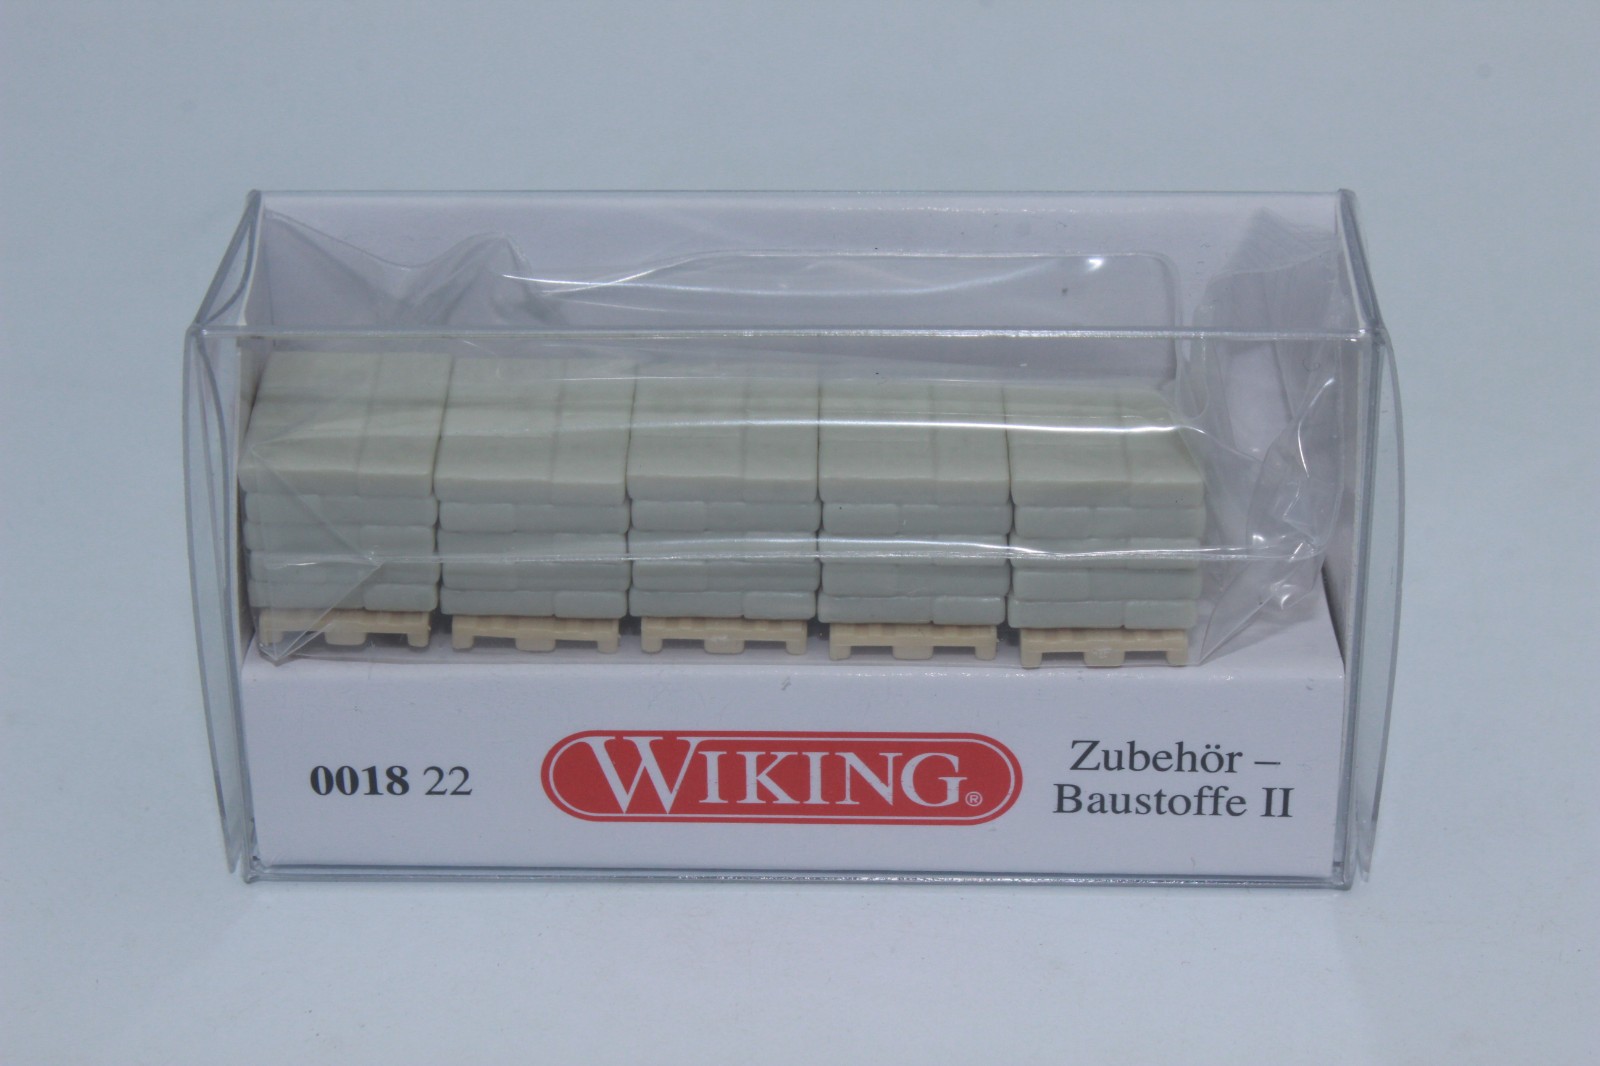 0018 22
WIKING®
Zubehör –
Baustoffe II